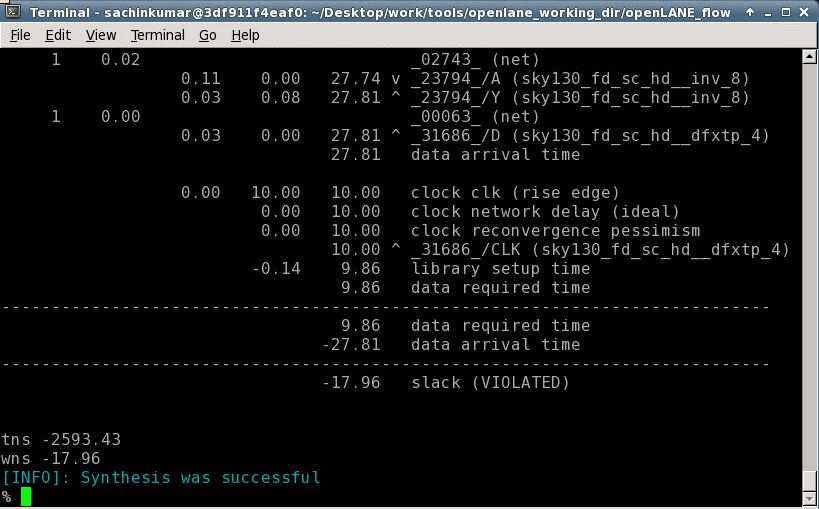 Terminal - sachinkumar@3df911f4eaf0: ~/Desktop/work/tools/openlane_working_dir/openLANE_flow
File Edit View Terminal Go Help
1 0.02 _02743_ (net)
0.11 0.00 27.74 v _23794_/A (sky130_fd_sc_hd__inv_8)
0.03 0.08 27.81 ^ _23794_/Y (sky130_fd_sc_hd__inv_8)
1 0.00 _00063_ (net)
0.03 0.00 27.81 ^ _31686_/D (sky130_fd_sc_hd__dfxtp_4)
27.81 data arrival time
0.00 10.00 10.00 clock clk (rise edge)
0.00 10.00 clock network delay (ideal)
0.00 10.00 clock reconvergence pessimism
10.00 ^ _31686_/CLK (sky130_fd_sc_hd__dfxtp_4)
-0.14 9.86 library setup time
9.86 data required time
-----------------------------------------------------------------------------
9.86 data required time
-27.81 data arrival time
-----------------------------------------------------------------------------
-17.96 slack (VIOLATED)
tns -2593.43
wns -17.96
[INFO]: Synthesis was successful
%